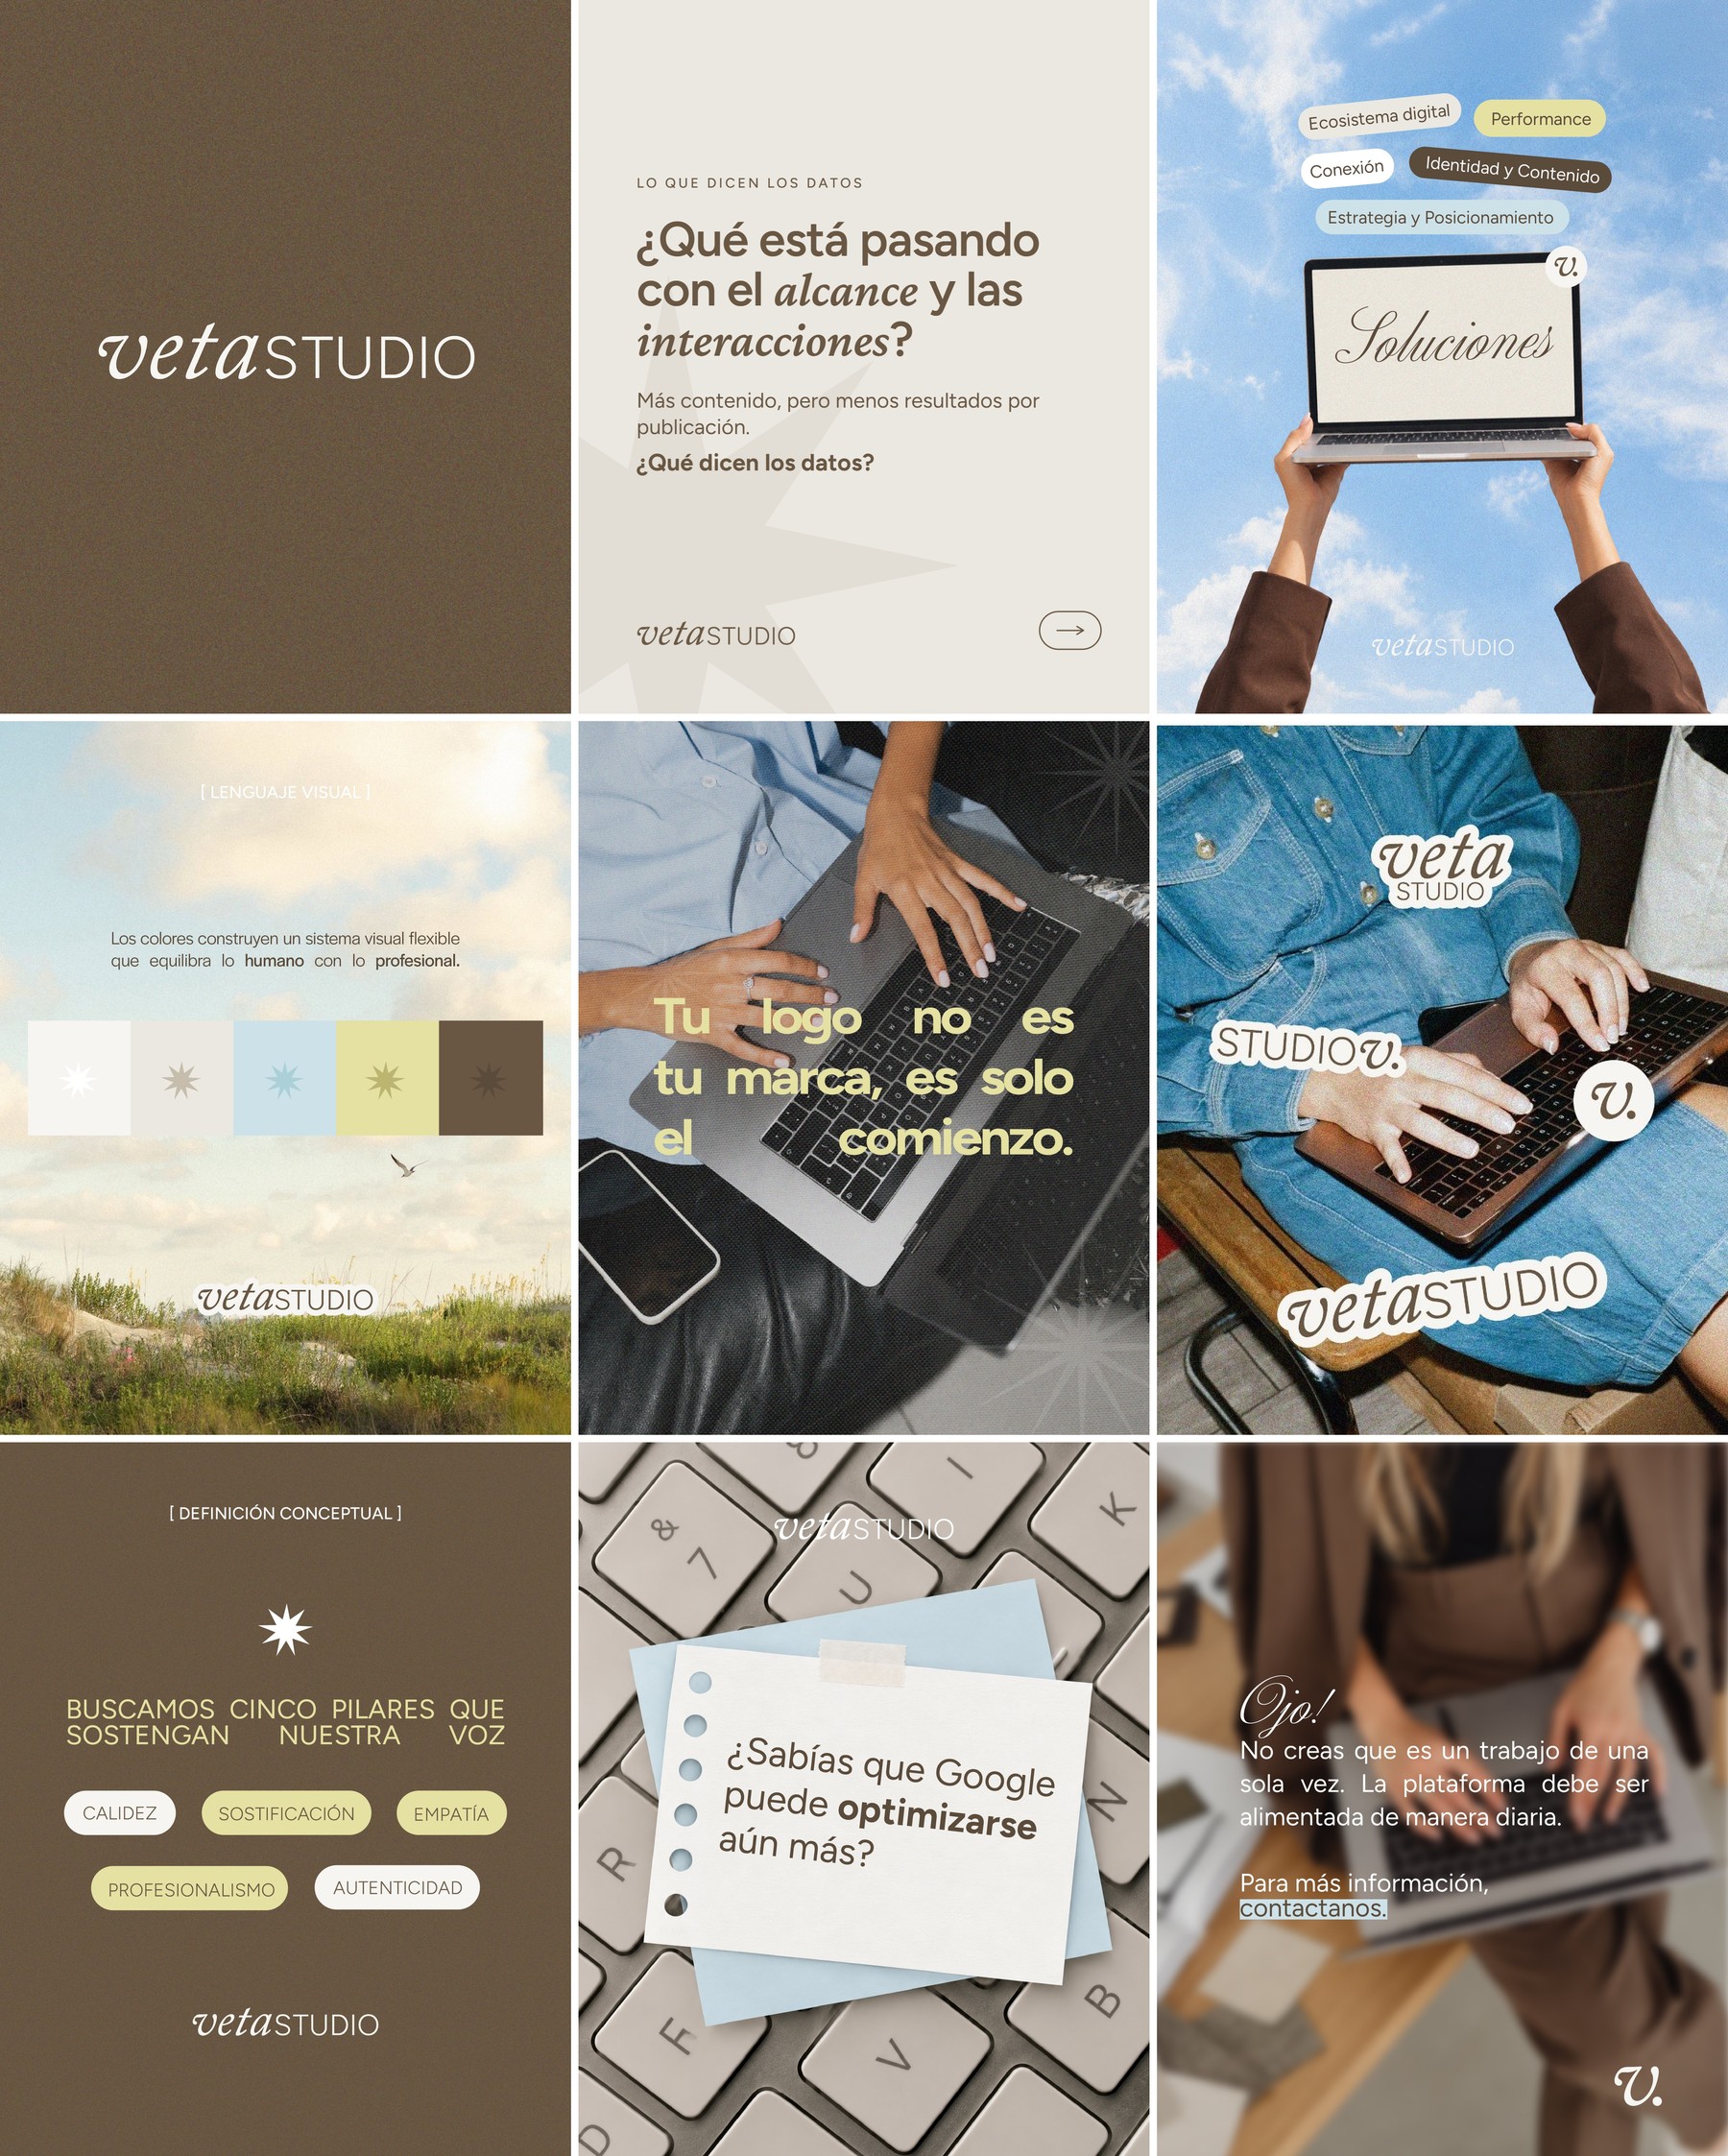 vetaSTUDIO
LO QUE DICEN LOS DATOS
¿Qué está pasando
con el alcance y las
interacciones?
Más contenido, pero menos resultados por
publicación.
¿Qué dicen los datos?
vetaSTUDIO
Ecosistema digital
Performance
Conexión
Identidad y Contenido
Estrategia y Posicionamiento
v.
Soluciones
vetaSTUDIO
[ LENGUAJE VISUAL ]
Los colores construyen un sistema visual flexible
que equilibra lo humano con lo profesional.
vetaSTUDIO
Tu logo no es
tu marca, es solo
el comienzo.
veta
STUDIO
STUDIOv.
v.
vetaSTUDIO
[ DEFINICIÓN CONCEPTUAL ]
BUSCAMOS CINCO PILARES QUE
SOSTENGAN NUESTRA VOZ
CALIDEZ
SOSTIFICACIÓN
EMPATÍA
PROFESIONALISMO
AUTENTICIDAD
vetaSTUDIO
8
I
K
&
7
U
vetaSTUDIO
¿Sabías que Google
puede optimizarse
aún más?
N
R
B
F
V
D
Ojo!
No creas que es un trabajo de una
sola vez. La plataforma debe ser
alimentada de manera diaria.
Para más información,
contactanos.
v.